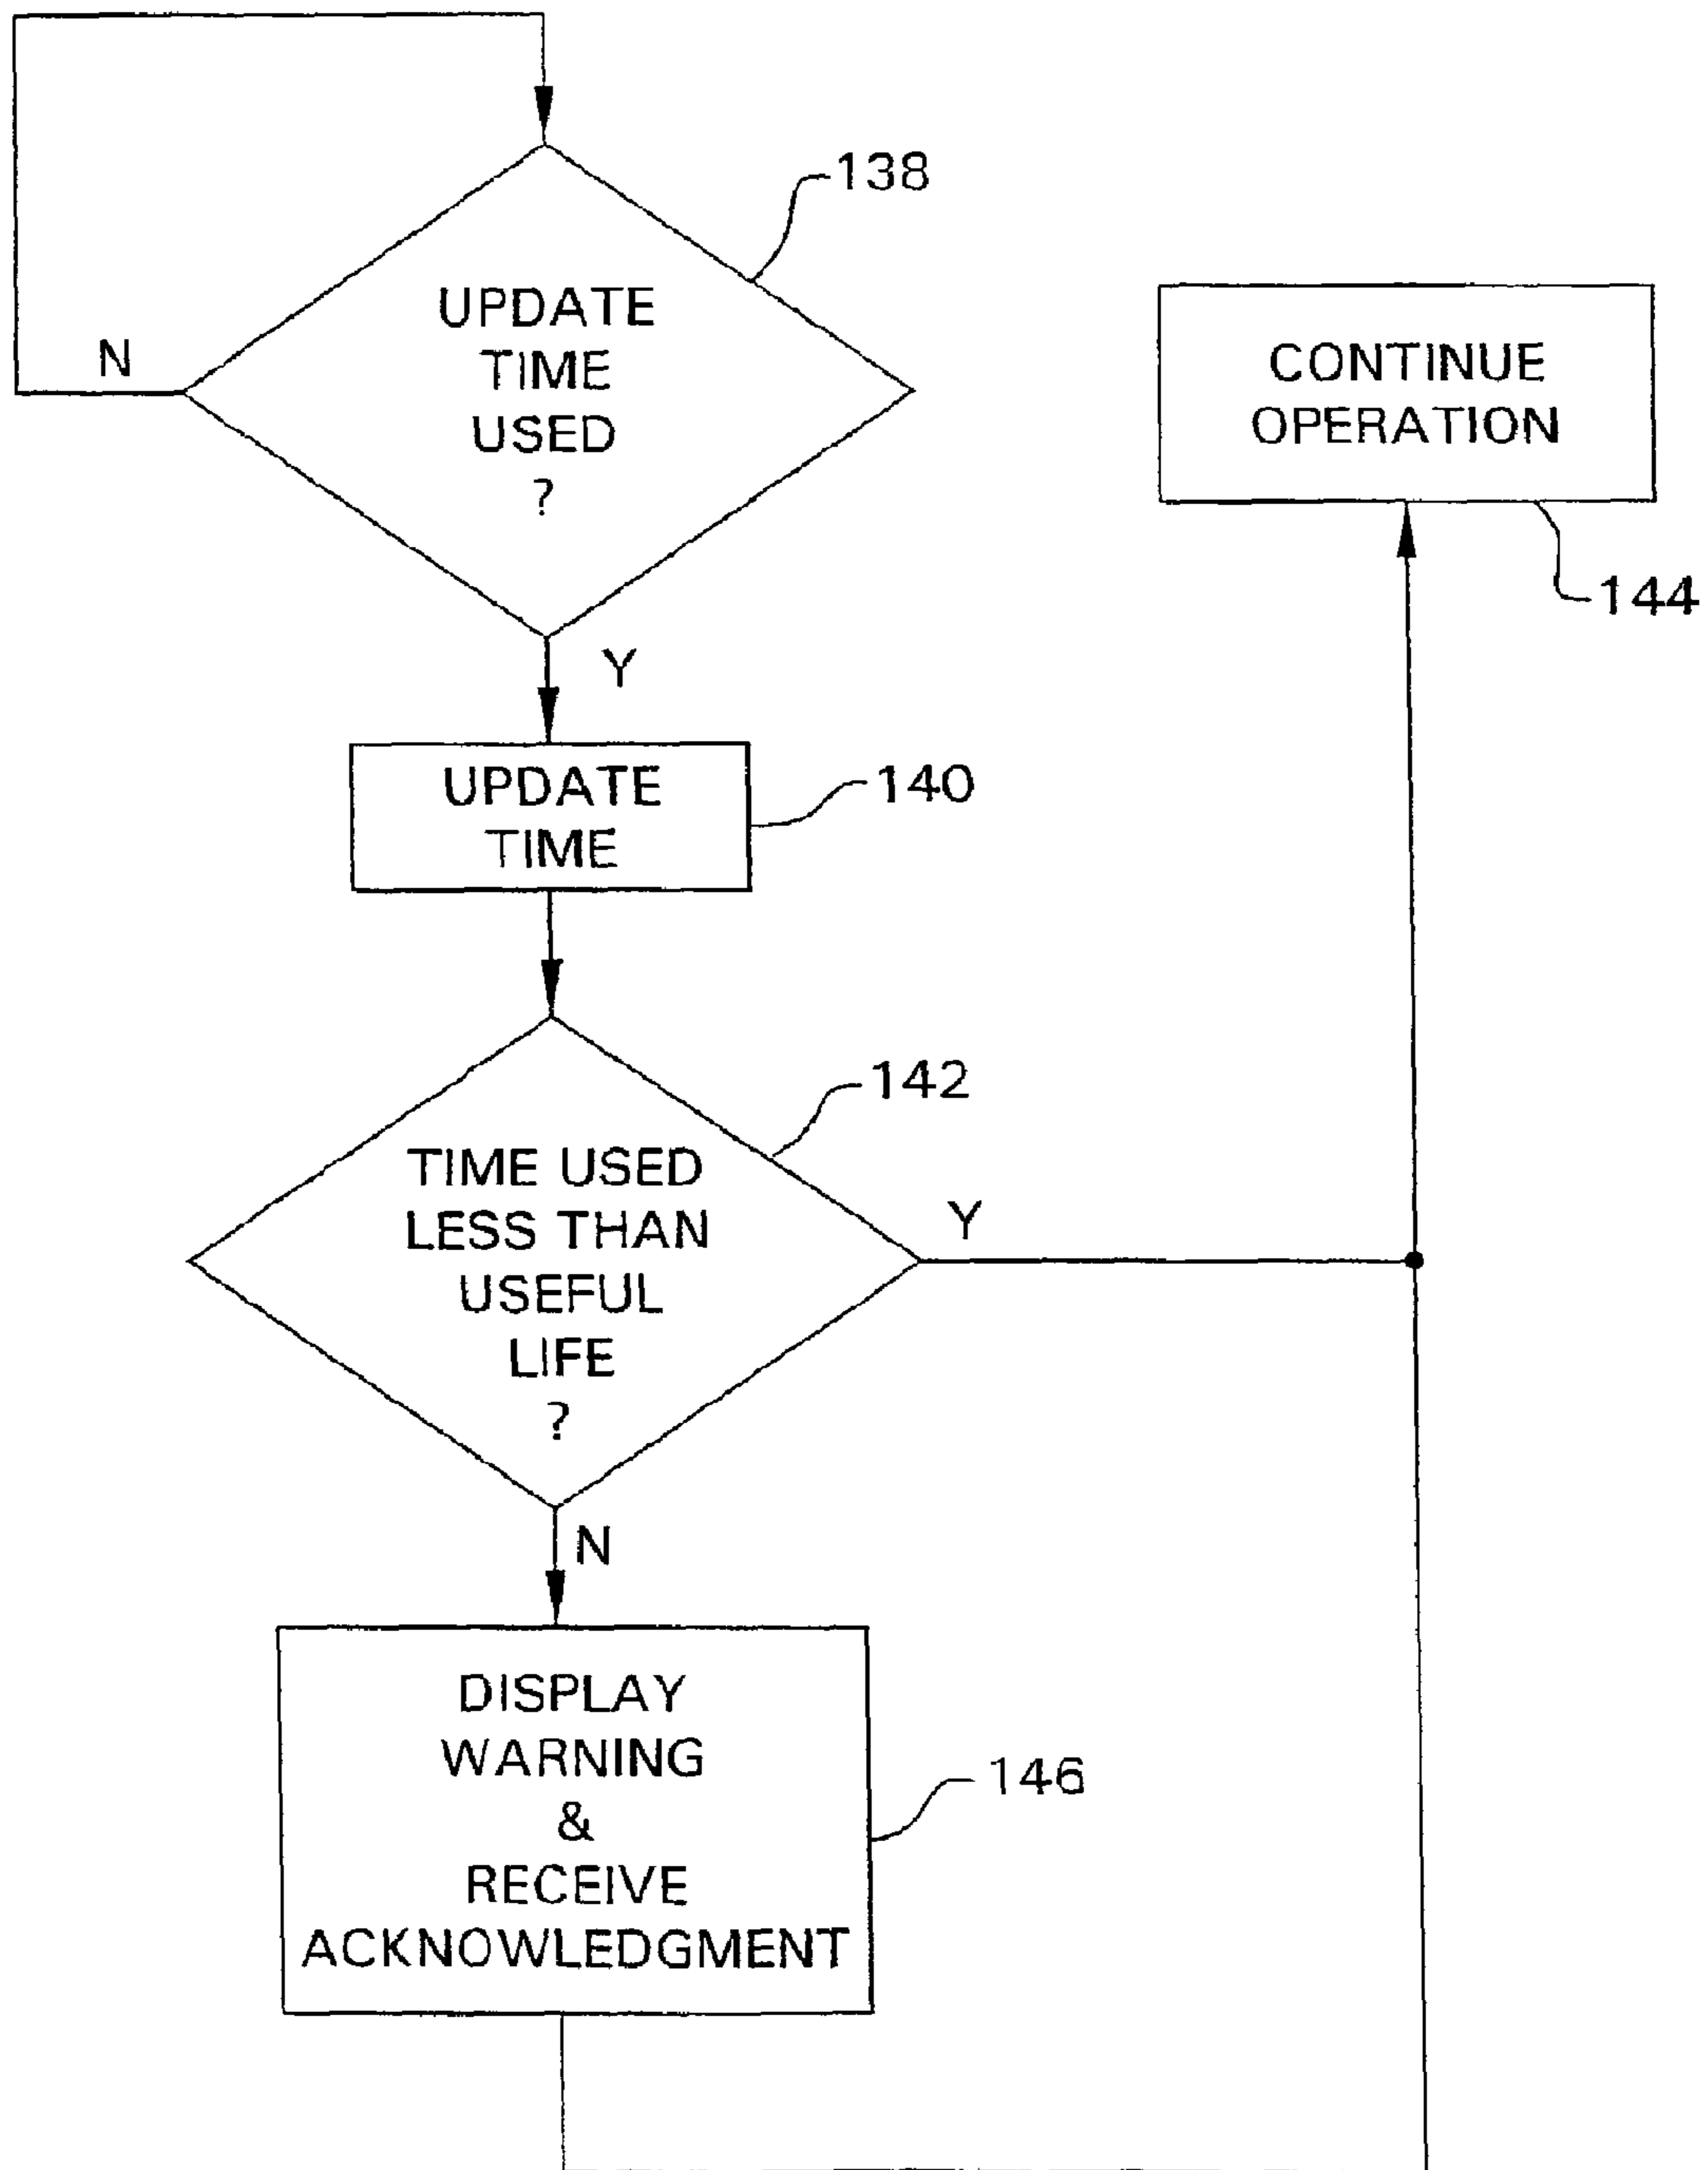 138
UPDATE
TIME
USED
?
N
Y
CONTINUE
OPERATION
144
UPDATE
TIME
140
142
TIME USED
LESS THAN
USEFUL
LIFE
?
Y
N
DISPLAY
WARNING
&
RECEIVE
ACKNOWLEDGMENT
146